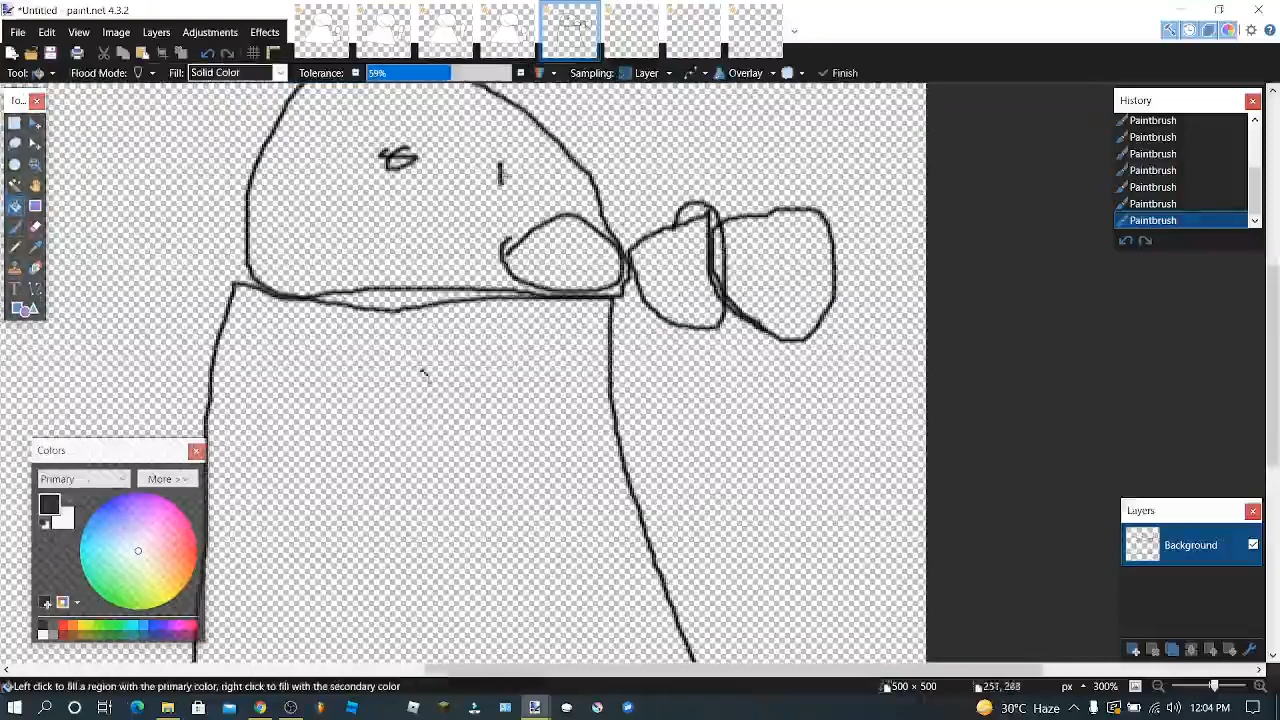 *Untitled - paint.net 4.3.2
File Edit View Image Layers Adjustments Effects
Tool: Flood Mode: Fill: Solid Color Tolerance: 59% Sampling: Layer Overlay Finish
To...
History
Paintbrush
Paintbrush
Paintbrush
Paintbrush
Paintbrush
Paintbrush
Paintbrush
Colors
Primary
More >>
Layers
Background
Left click to fill a region with the primary color, right click to fill with the secondary color
500 × 500
px
300%
30°C Haze
12:04 PM